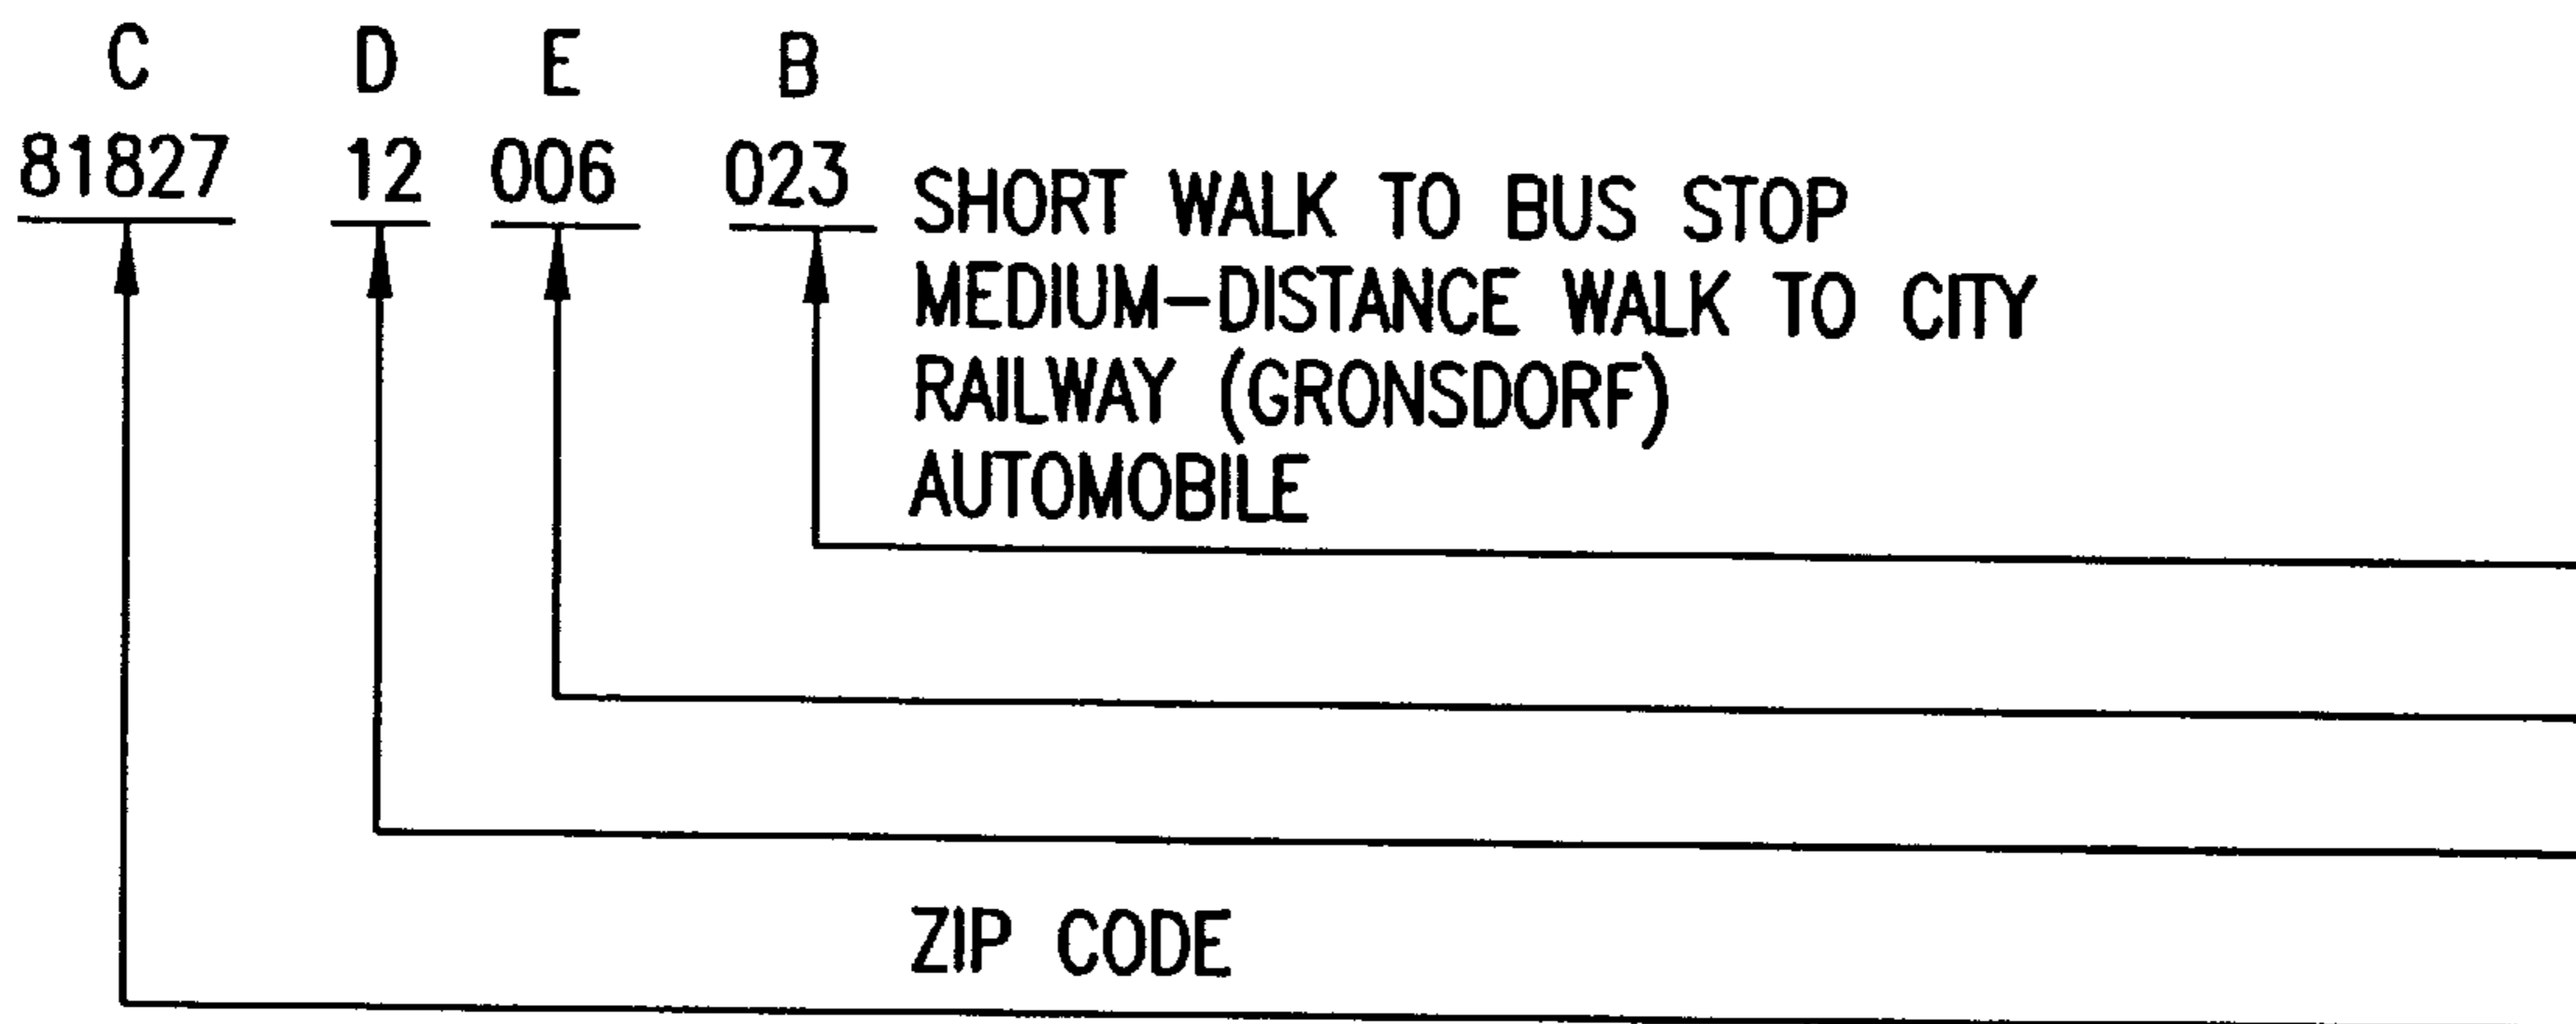 C D E B
81827 12 006 023
SHORT WALK TO BUS STOP
MEDIUM-DISTANCE WALK TO CITY
RAILWAY (GRONSDORF)
AUTOMOBILE
ZIP CODE